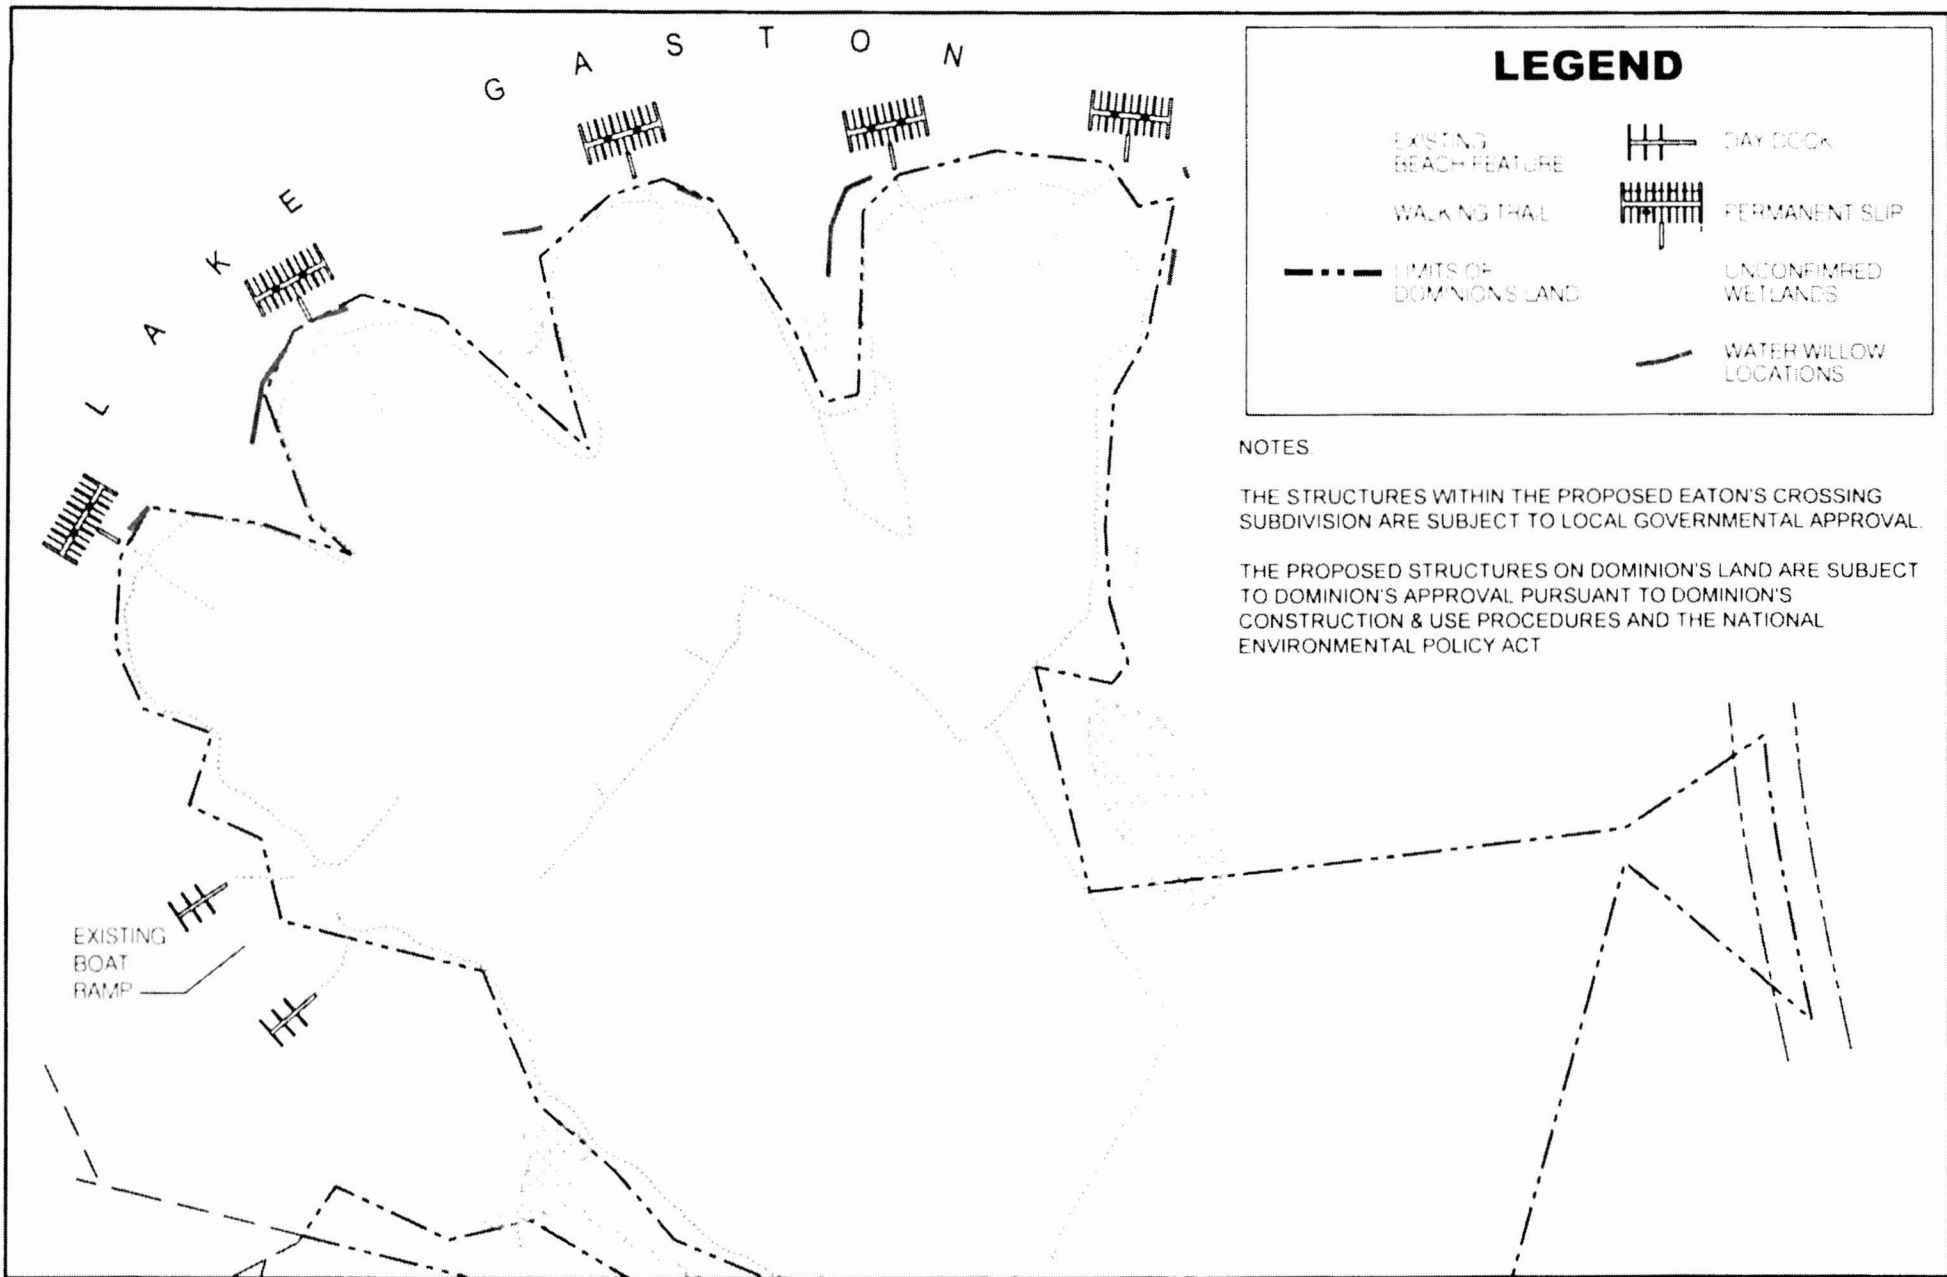 LAKE GASTON
LEGEND
EXISTING
BEACH FEATURE
DAY DOCK
WALKING TRAIL
PERMANENT SLIP
LIMITS OF
DOMINION'S LAND
UNCONFIMRED
WETLANDS
WATER WILLOW
LOCATIONS
NOTES
THE STRUCTURES WITHIN THE PROPOSED EATON'S CROSSING
SUBDIVISION ARE SUBJECT TO LOCAL GOVERNMENTAL APPROVAL.
THE PROPOSED STRUCTURES ON DOMINION'S LAND ARE SUBJECT
TO DOMINION'S APPROVAL PURSUANT TO DOMINION'S
CONSTRUCTION & USE PROCEDURES AND THE NATIONAL
ENVIRONMENTAL POLICY ACT
EXISTING
BOAT
RAMP